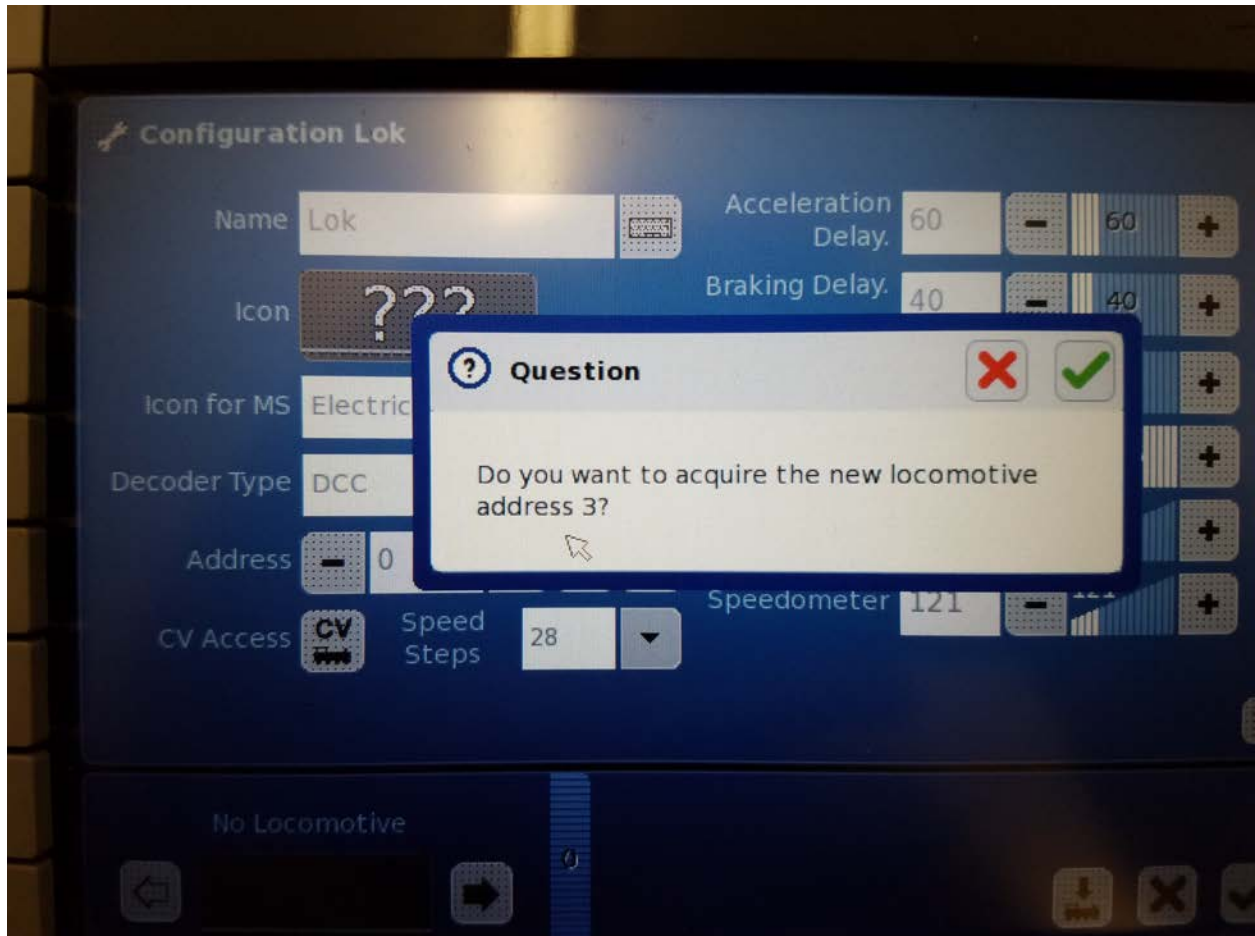 Configuration Lok
Name Lok
Acceleration
Delay. 60 - 60 +
Icon ???
Braking Delay. 40 - 40 +
Question
Icon for MS Electric
+
Decoder Type DCC
Do you want to acquire the new locomotive
address 3?
+
Address - 0
+
Speedometer 121 - 121 +
CV Access CV
Speed
Steps 28
No Locomotive
0